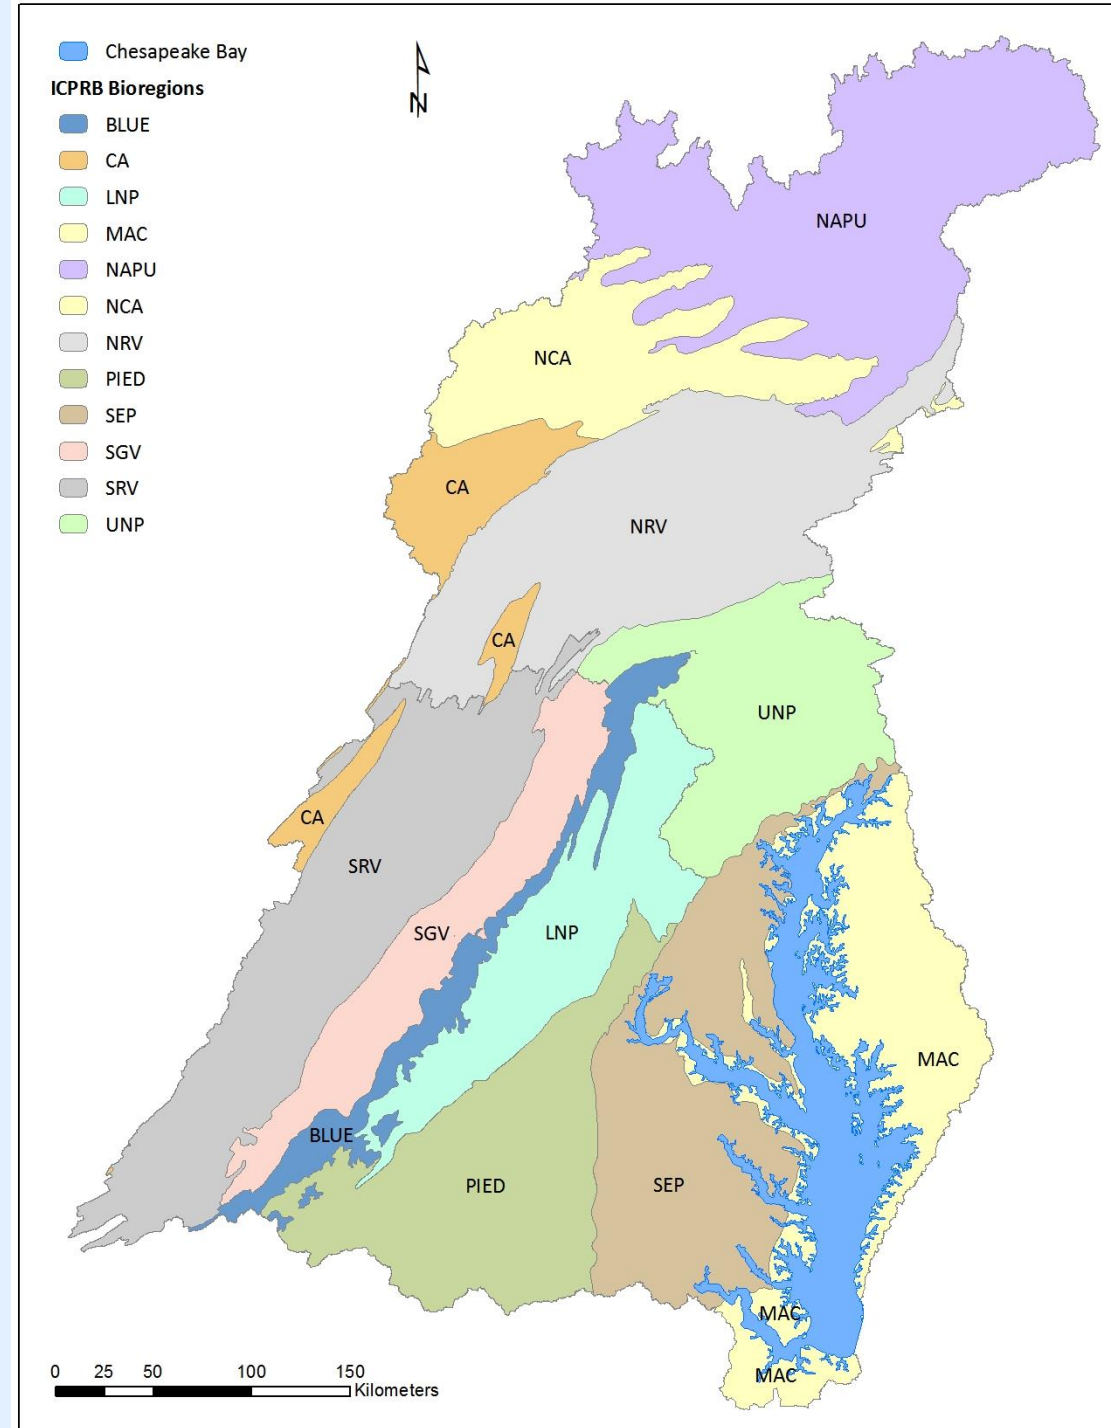 Chesapeake Bay
ICPRB Bioregions
BLUE
CA
LNP
MAC
NAPU
NCA
NRV
PIED
SEP
SGV
SRV
UNP
N
NAPU
NCA
CA
NRV
CA
UNP
CA
SRV
SGV
LNP
MAC
BLUE
PIED
SEP
MAC
MAC
0 25 50 100 150
Kilometers